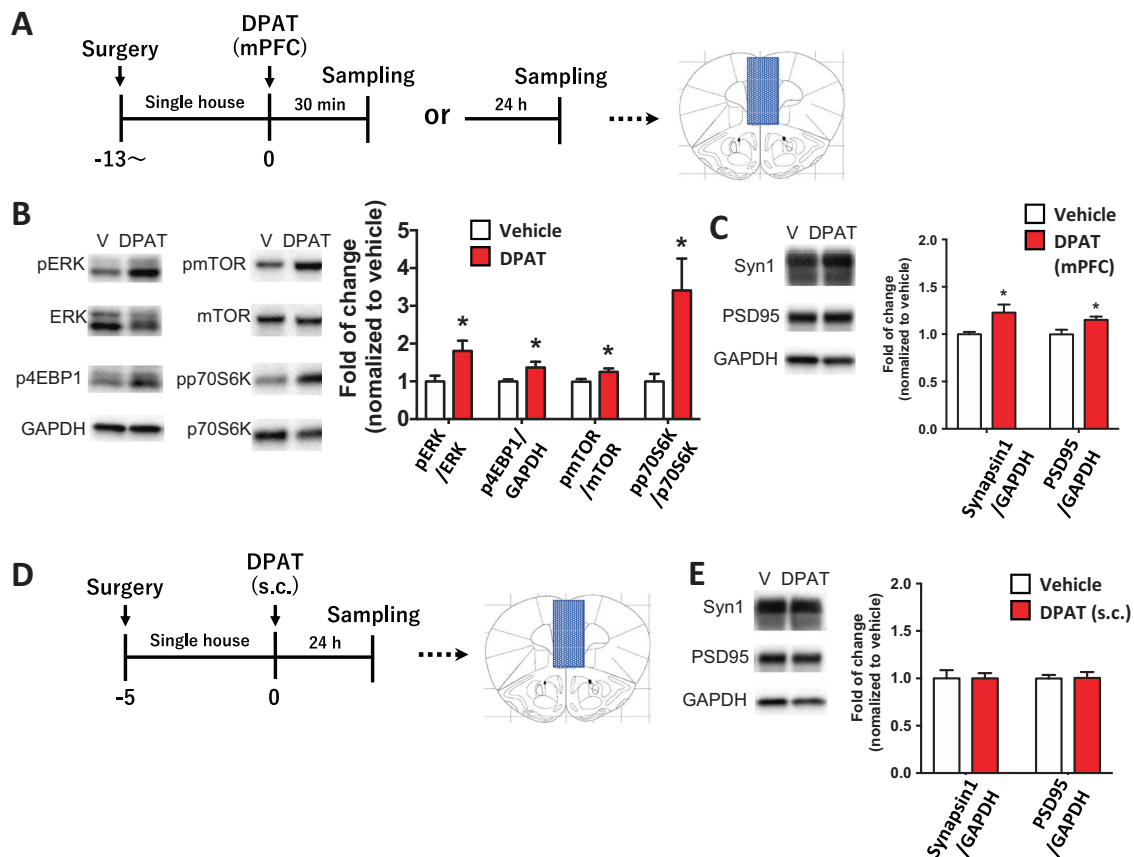 A
Surgery
DPAT
(mPFC)
Sampling
Single house
30 min
-13～
0
or
Sampling
24 h
B
V DPAT
pERK
ERK
p4EBP1
GAPDH
V DPAT
pmTOR
mTOR
pp70S6K
p70S6K
Fold of change
(nomalized to vehicle)
5
4
3
2
1
0
Vehicle
DPAT
*
*
*
*
pERK
/ERK
p4EBP1/
GAPDH
pmTOR
/mTOR
pp70S6K
/p70S6K
C
V DPAT
Syn1
PSD95
GAPDH
Fold of change
(nomalized to vehicle)
2.0
1.5
1.0
0.5
0.0
Vehicle
DPAT
(mPFC)
*
*
Synapsin1
/GAPDH
PSD95
/GAPDH
D
Surgery
DPAT
(s.c.)
Sampling
Single house
24 h
-5
0
E
V DPAT
Syn1
PSD95
GAPDH
Fold of change
(nomalized to vehicle)
2.0
1.5
1.0
0.5
0.0
Vehicle
DPAT (s.c.)
Synapsin1
/GAPDH
PSD95
/GAPDH